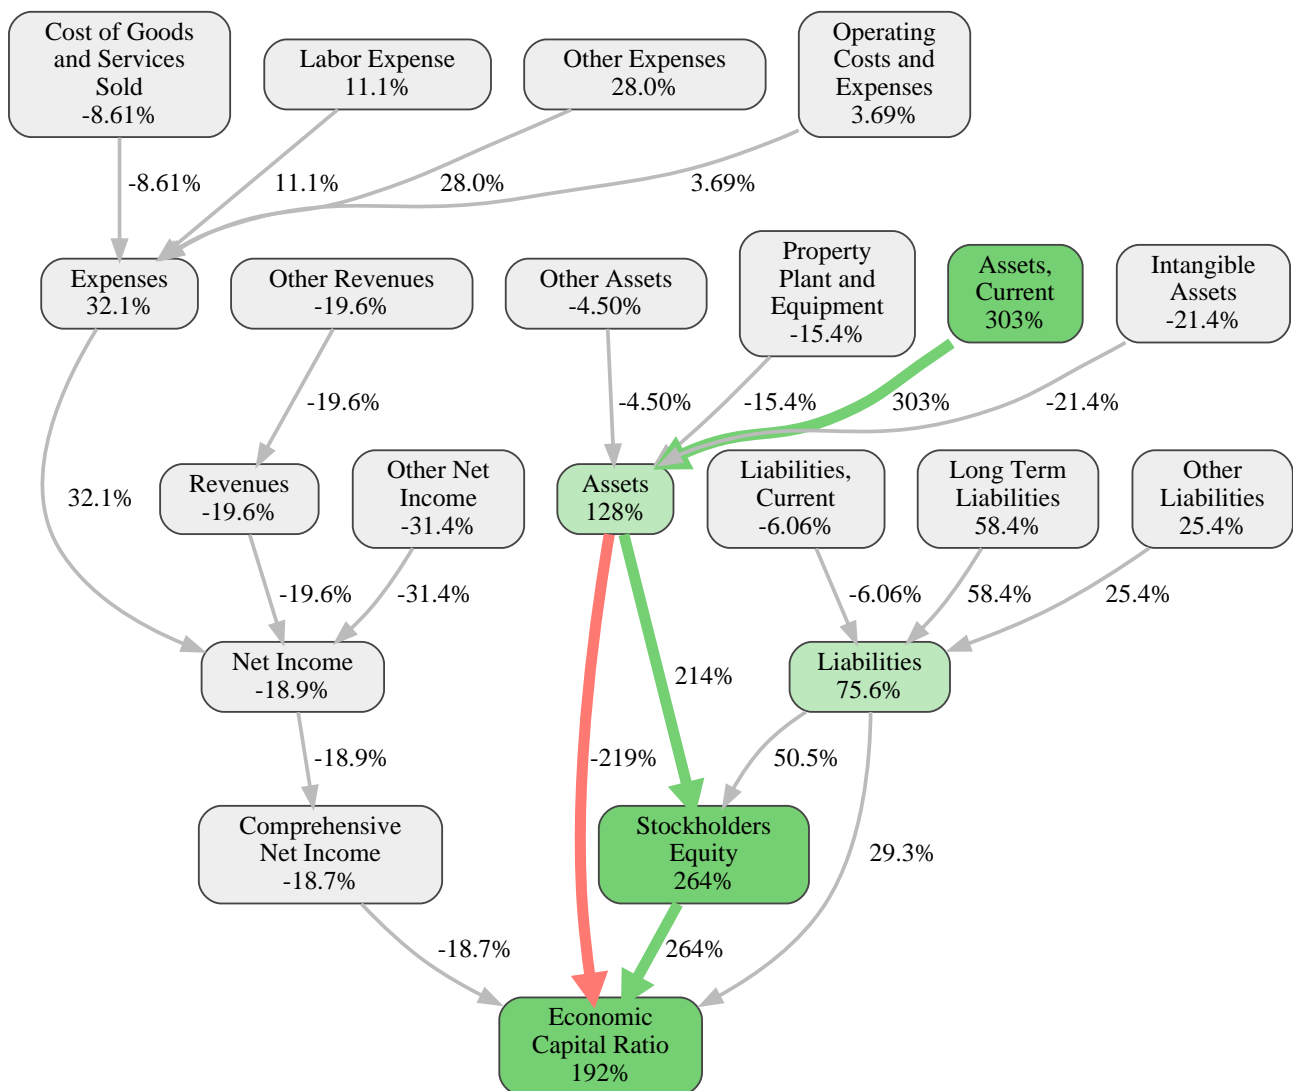 Cost of Goods
and Services
Sold
-8.61%
Labor Expense
11.1%
Other Expenses
28.0%
Operating
Costs and
Expenses
3.69%
-8.61%
11.1%
28.0%
3.69%
Expenses
32.1%
Other Revenues
-19.6%
Other Assets
-4.50%
Property
Plant and
Equipment
-15.4%
Assets,
Current
303%
Intangible
Assets
-21.4%
-19.6%
-4.50%
-15.4%
303%
-21.4%
32.1%
Revenues
-19.6%
Other Net
Income
-31.4%
Assets
128%
Liabilities,
Current
-6.06%
Long Term
Liabilities
58.4%
Other
Liabilities
25.4%
-19.6%
-31.4%
-6.06%
58.4%
25.4%
Net Income
-18.9%
214%
Liabilities
75.6%
-18.9%
-219%
50.5%
Comprehensive
Net Income
-18.7%
Stockholders
Equity
264%
29.3%
-18.7%
264%
Economic
Capital Ratio
192%